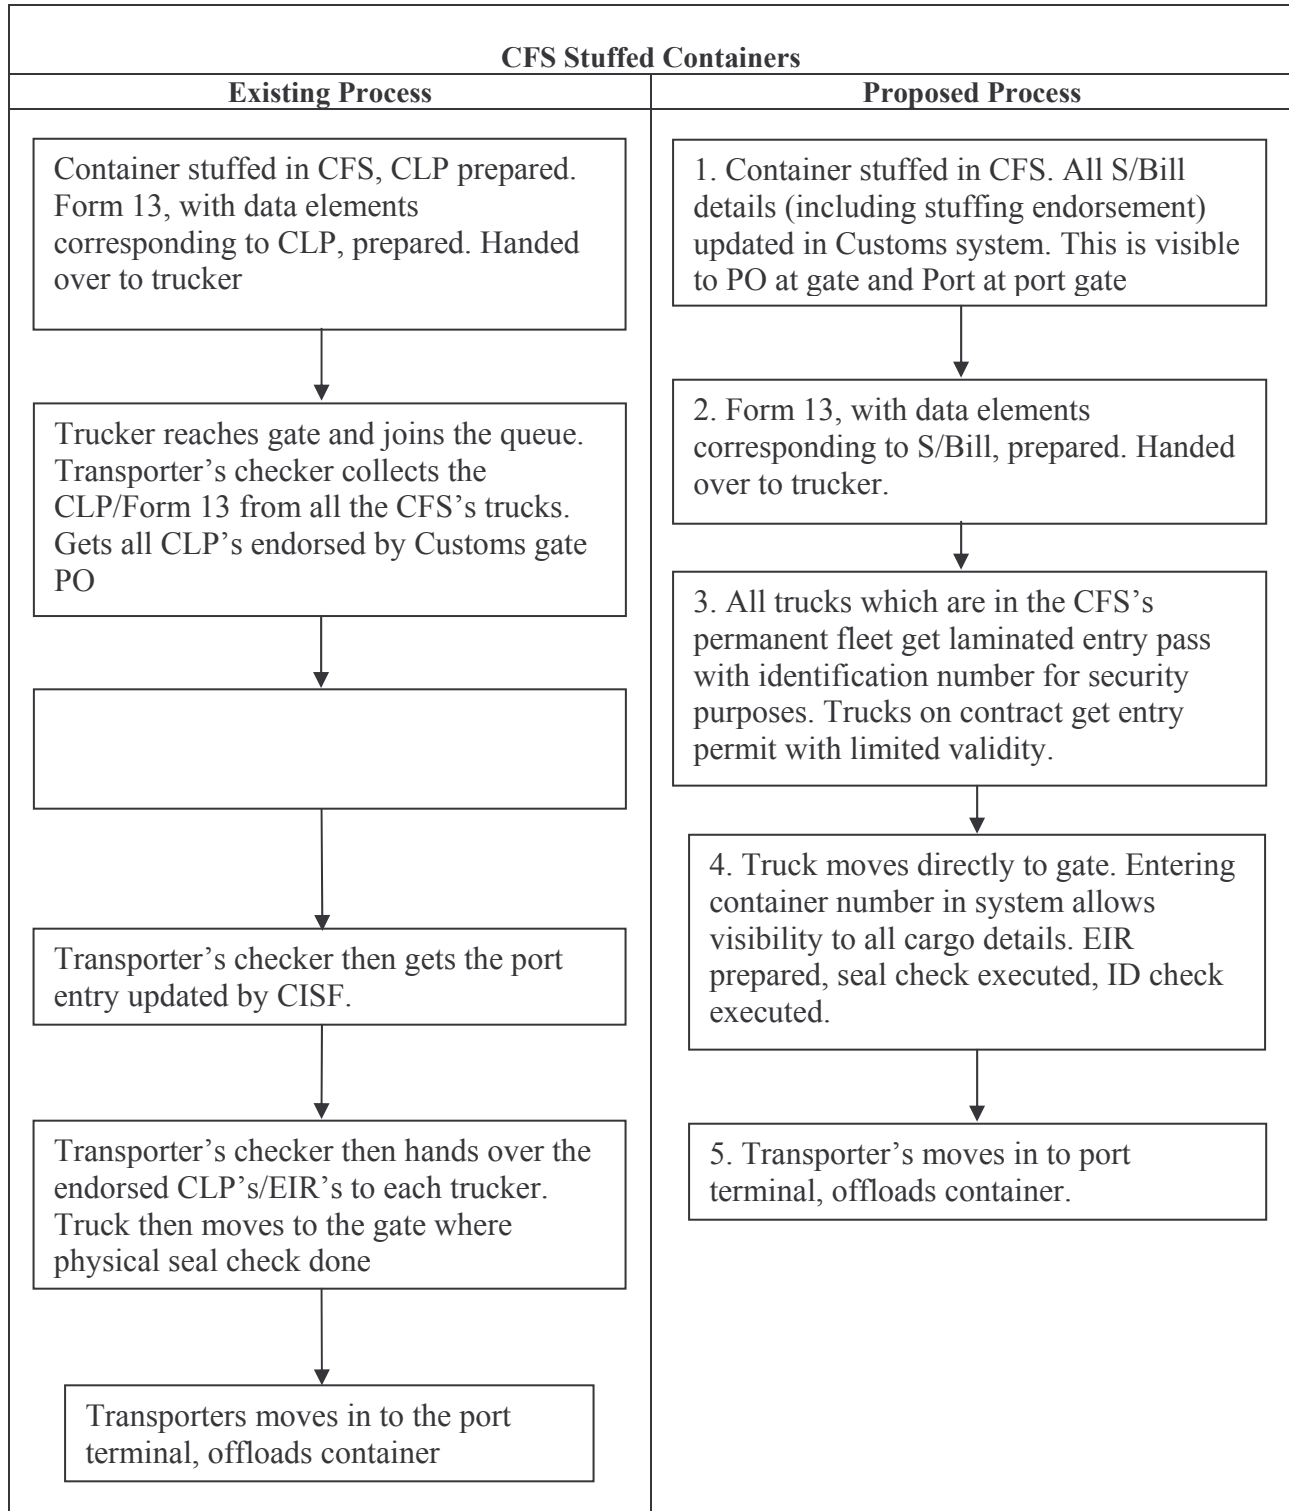 CFS Stuffed Containers
Existing Process
Container stuffed in CFS, CLP prepared.
Form 13, with data elements
corresponding to CLP, prepared. Handed
over to trucker
Trucker reaches gate and joins the queue.
Transporter’s checker collects the
CLP/Form 13 from all the CFS’s trucks.
Gets all CLP’s endorsed by Customs gate
PO
Transporter’s checker then gets the port
entry updated by CISF.
Transporter’s checker then hands over the
endorsed CLP’s/EIR’s to each trucker.
Truck then moves to the gate where
physical seal check done
Transporters moves in to the port
terminal, offloads container
Proposed Process
1. Container stuffed in CFS. All S/Bill
details (including stuffing endorsement)
updated in Customs system. This is visible
to PO at gate and Port at port gate
2. Form 13, with data elements
corresponding to S/Bill, prepared. Handed
over to trucker.
3. All trucks which are in the CFS’s
permanent fleet get laminated entry pass
with identification number for security
purposes. Trucks on contract get entry
permit with limited validity.
4. Truck moves directly to gate. Entering
container number in system allows
visibility to all cargo details. EIR
prepared, seal check executed, ID check
executed.
5. Transporter’s moves in to port
terminal, offloads container.